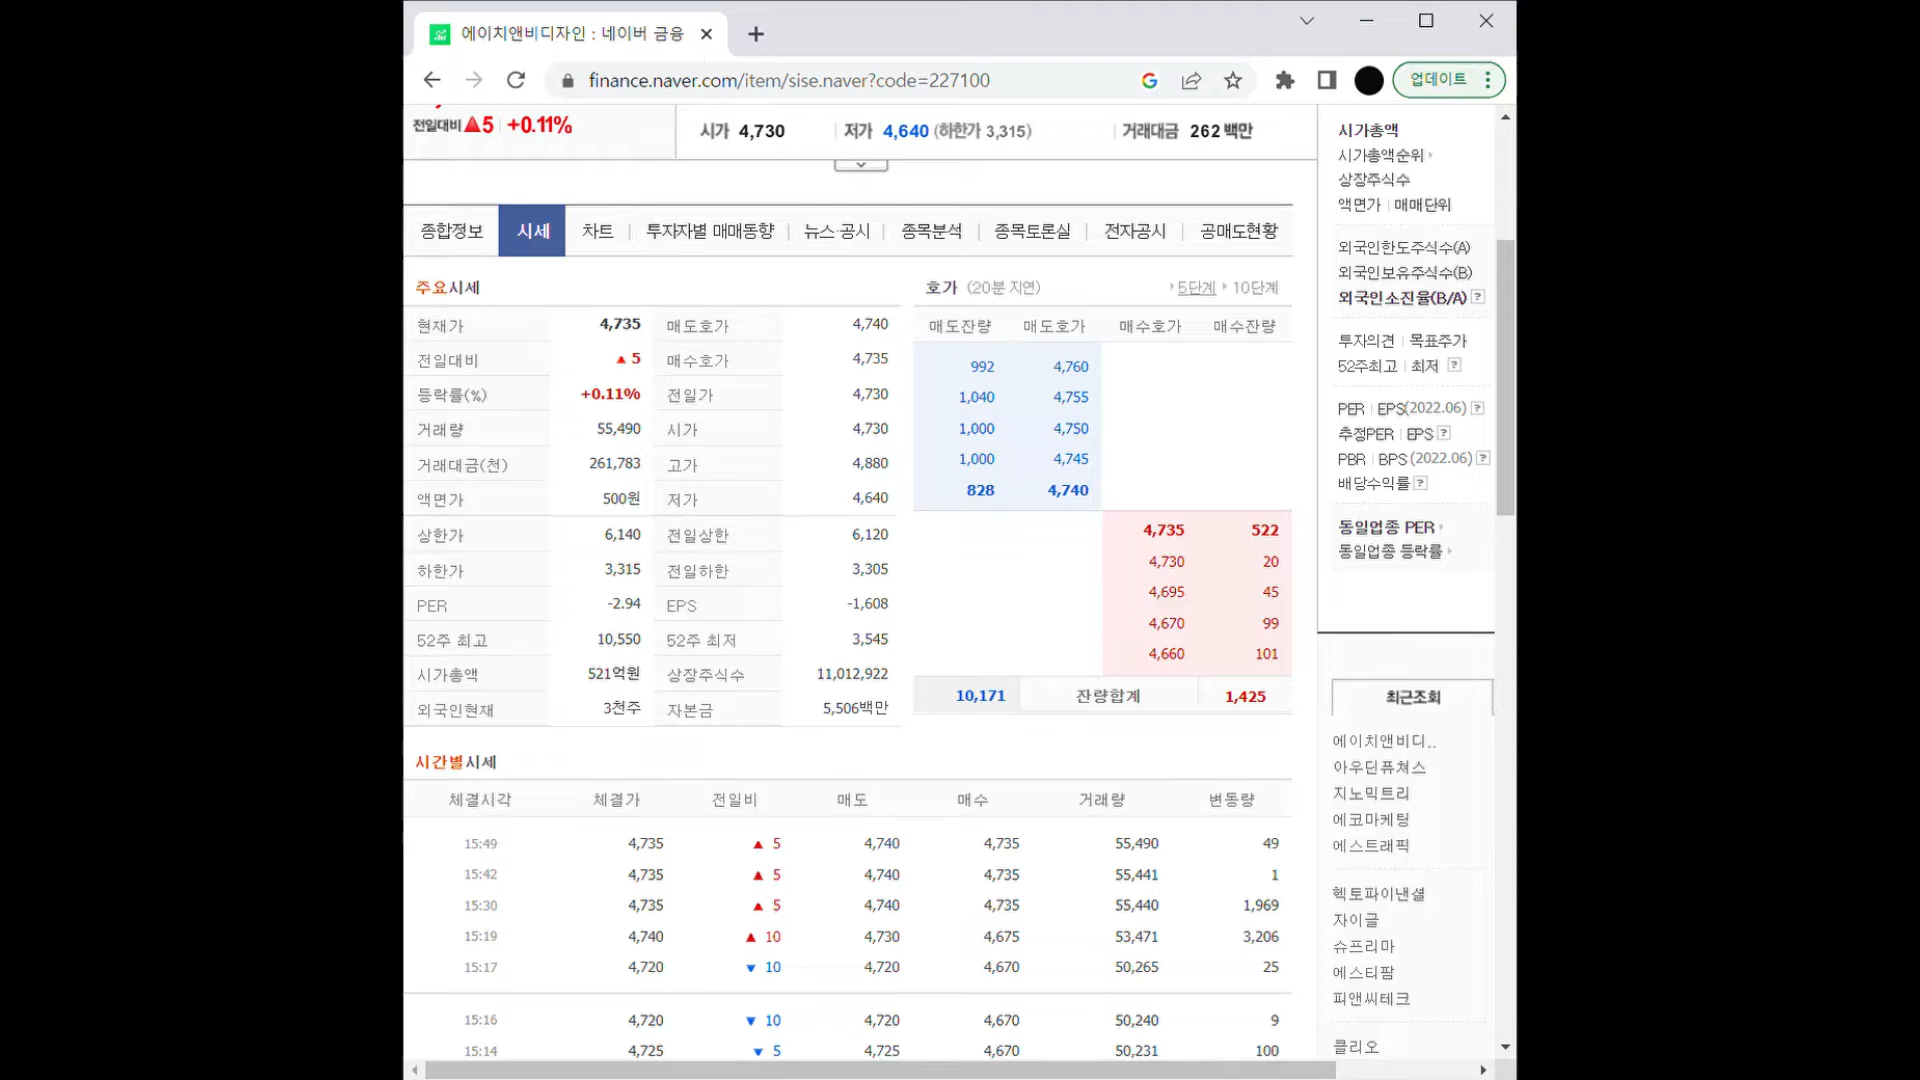 에이치앤비디자인 : 네이버 금융
finance.naver.com/item/sise.naver?code=227100
업데이트
전일대비 ▲5 +0.11%
시가 4,730 저가 4,640 (하한가 3,315) 거래대금 262 백만
종합정보 시세 차트 투자자별 매매동향 뉴스·공시 종목분석 종목토론실 전자공시 공매도현황
주요시세
현재가 4,735 매도호가 4,740
전일대비 ▲ 5 매수호가 4,735
등락률(%) +0.11% 전일가 4,730
거래량 55,490 시가 4,730
거래대금(천) 261,783 고가 4,880
액면가 500원 저가 4,640
상한가 6,140 전일상한 6,120
하한가 3,315 전일하한 3,305
PER -2.94 EPS -1,608
52주 최고 10,550 52주 최저 3,545
시가총액 521억원 상장주식수 11,012,922
외국인현재 3천주 자본금 5,506백만
호가 (20분 지연) 5단계 10단계
매도잔량 매도호가 매수호가 매수잔량
992 4,760
1,040 4,755
1,000 4,750
1,000 4,745
828 4,740
4,735 522
4,730 20
4,695 45
4,670 99
4,660 101
10,171 잔량합계 1,425
시간별시세
체결시각 체결가 전일비 매도 매수 거래량 변동량
15:49 4,735 ▲ 5 4,740 4,735 55,490 49
15:42 4,735 ▲ 5 4,740 4,735 55,441 1
15:30 4,735 ▲ 5 4,740 4,735 55,440 1,969
15:19 4,740 ▲ 10 4,730 4,675 53,471 3,206
15:17 4,720 ▼ 10 4,720 4,670 50,265 25
15:16 4,720 ▼ 10 4,720 4,670 50,240 9
15:14 4,725 ▼ 5 4,725 4,670 50,231 100
시가총액
시가총액순위
상장주식수
액면가 매매단위
외국인한도주식수(A)
외국인보유주식수(B)
외국인소진율(B/A) ?
투자의견 목표주가
52주최고 최저 ?
PER EPS(2022.06) ?
추정PER EPS ?
PBR BPS (2022.06) ?
배당수익률 ?
동일업종 PER
동일업종 등락률
최근조회
에이치앤비디..
아우딘퓨쳐스
지노믹트리
에코마케팅
에스트래픽
헥토파이낸셜
자이글
슈프리마
에스티팜
피앤씨테크
클리오